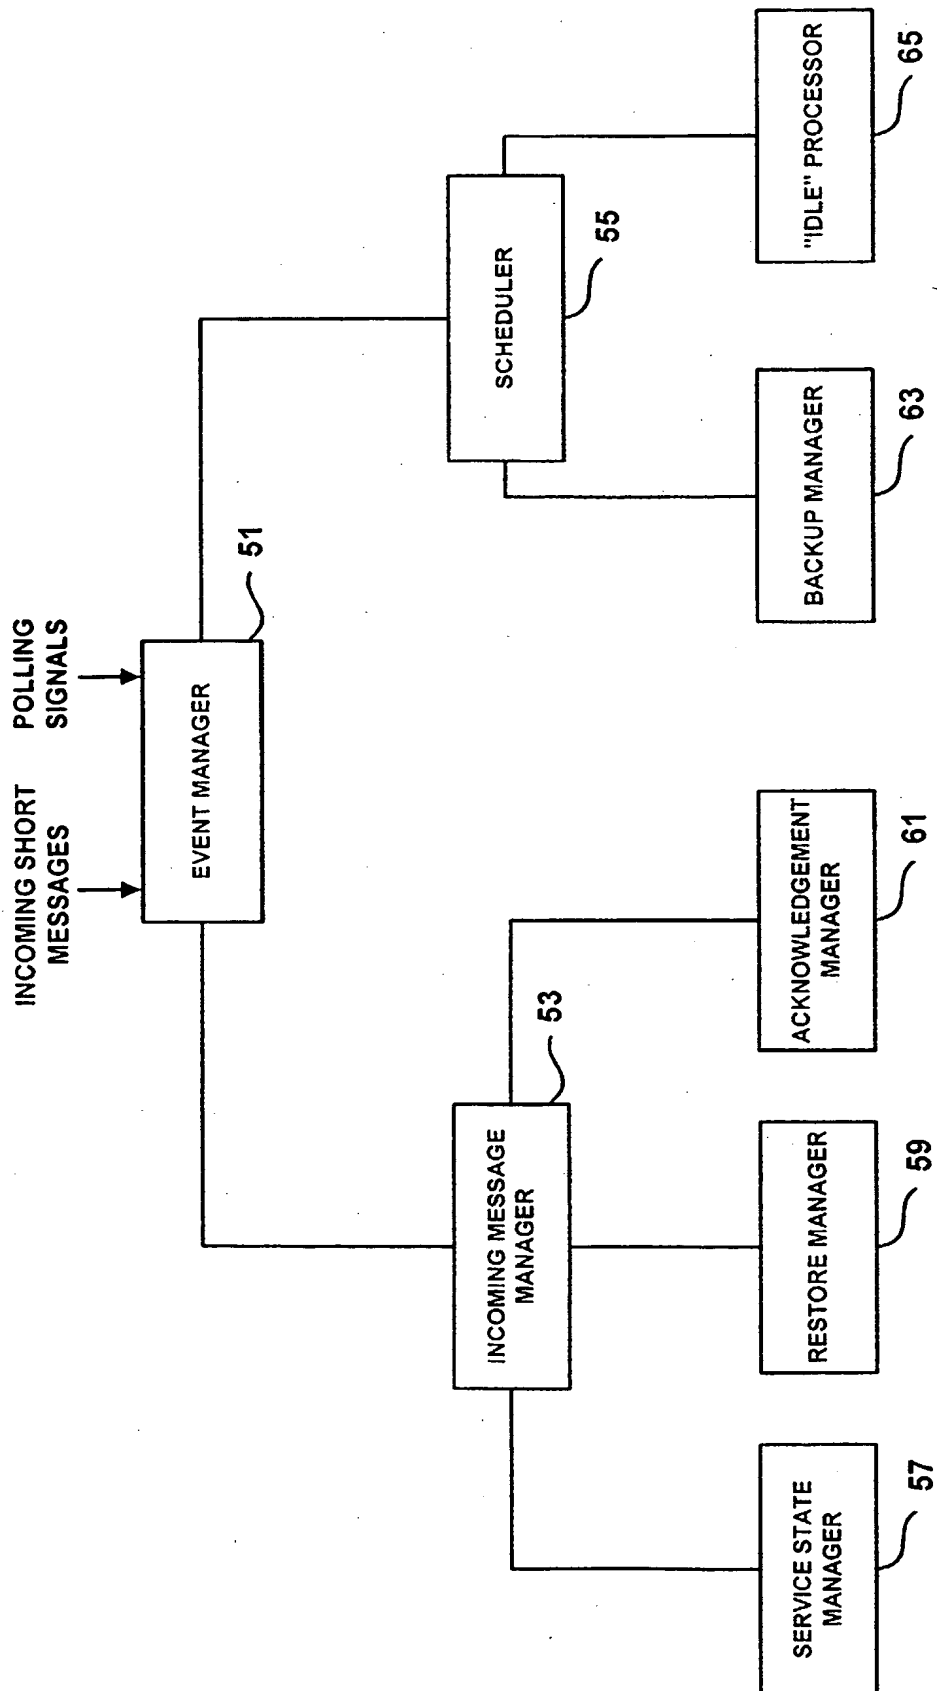 INCOMING SHORT
MESSAGES
POLLING
SIGNALS
EVENT MANAGER
51
INCOMING MESSAGE
MANAGER
53
SCHEDULER
55
SERVICE STATE
MANAGER
57
RESTORE MANAGER
59
ACKNOWLEDGEMENT
MANAGER
61
BACKUP MANAGER
63
"IDLE" PROCESSOR
65